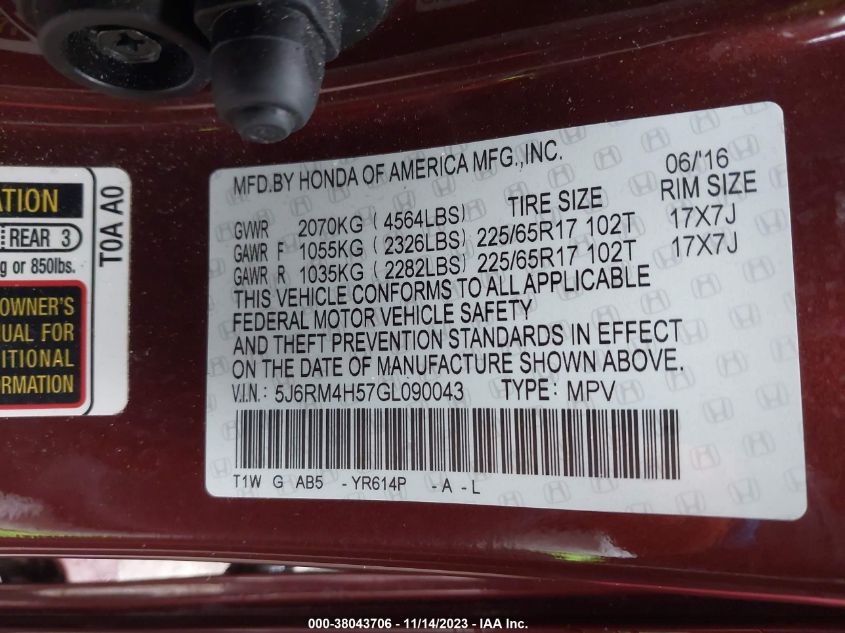 ATION
REAR 3
g or 850lbs.
OWNER'S
UAL FOR
ITIONAL
ORMATION
T0A A0
MFD.BY HONDA OF AMERICA MFG.,INC. 06/'16
TIRE SIZE RIM SIZE
GVWR 2070KG (4564LBS)
GAWR F 1055KG (2326LBS) 225/65R17 102T 17X7J
GAWR R 1035KG (2282LBS) 225/65R17 102T 17X7J
THIS VEHICLE CONFORMS TO ALL APPLICABLE
FEDERAL MOTOR VEHICLE SAFETY
AND THEFT PREVENTION STANDARDS IN EFFECT
ON THE DATE OF MANUFACTURE SHOWN ABOVE.
V.I.N: 5J6RM4H57GL090043 TYPE: MPV
T1W G AB5 -YR614P -A -L
000-38043706 - 11/14/2023 - IAA Inc.